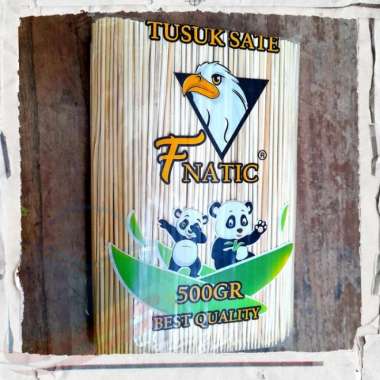 TUSUK SATE
FNATIC ®
500GR
BEST QUALITY